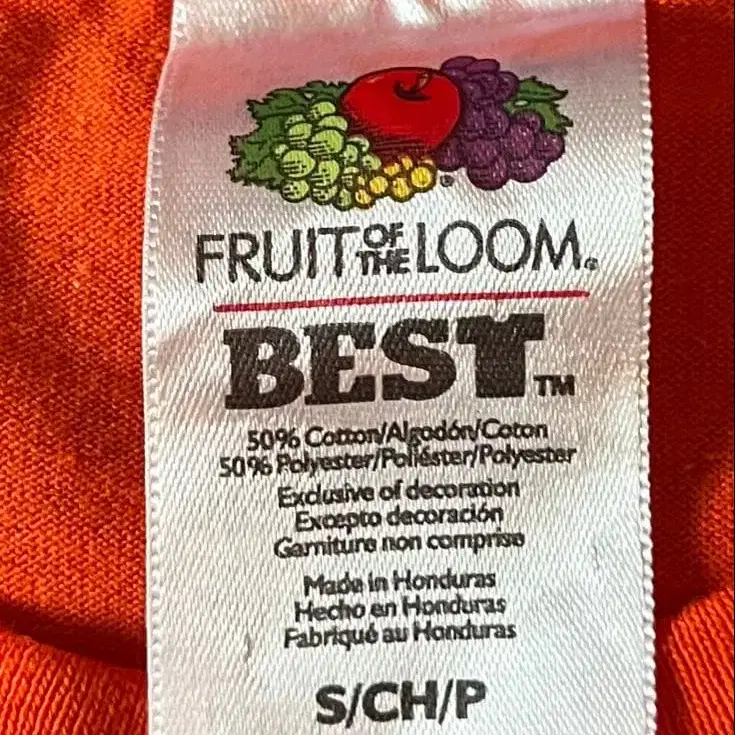 ®
FRUIT OF THE LOOM®
BEST™
50% Cotton/Algodón/Coton
50% Polyester/Poliéster/Polyester
Exclusive of decoration
Excepto decoración
Garniture non comprise
Made in Honduras
Hecho en Honduras
Fabriqué au Honduras
S/CH/P